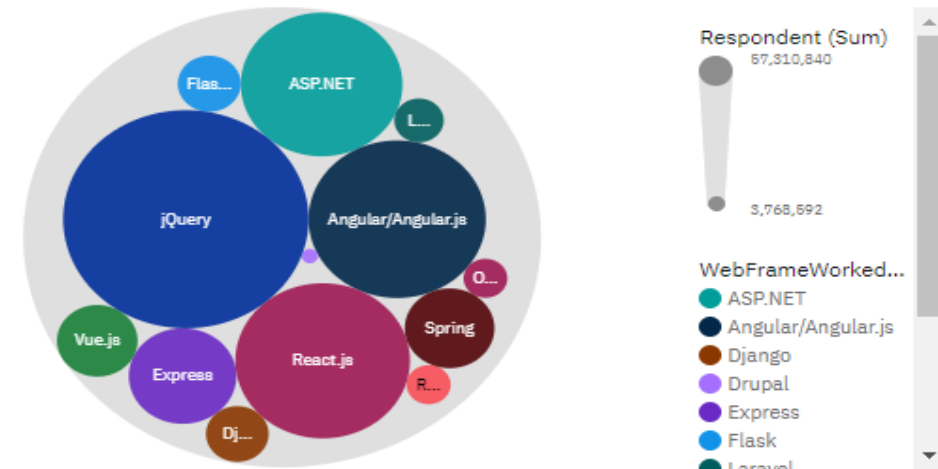 Flas...
ASP.NET
L...
jQuery
Angular/Angular.js
O...
Vue.js
Spring
Express
React.js
R...
Dj...
Respondent (Sum)
57,310,840
3,768,592
WebFrameWorked...
ASP.NET
Angular/Angular.js
Django
Drupal
Express
Flask
Laravel